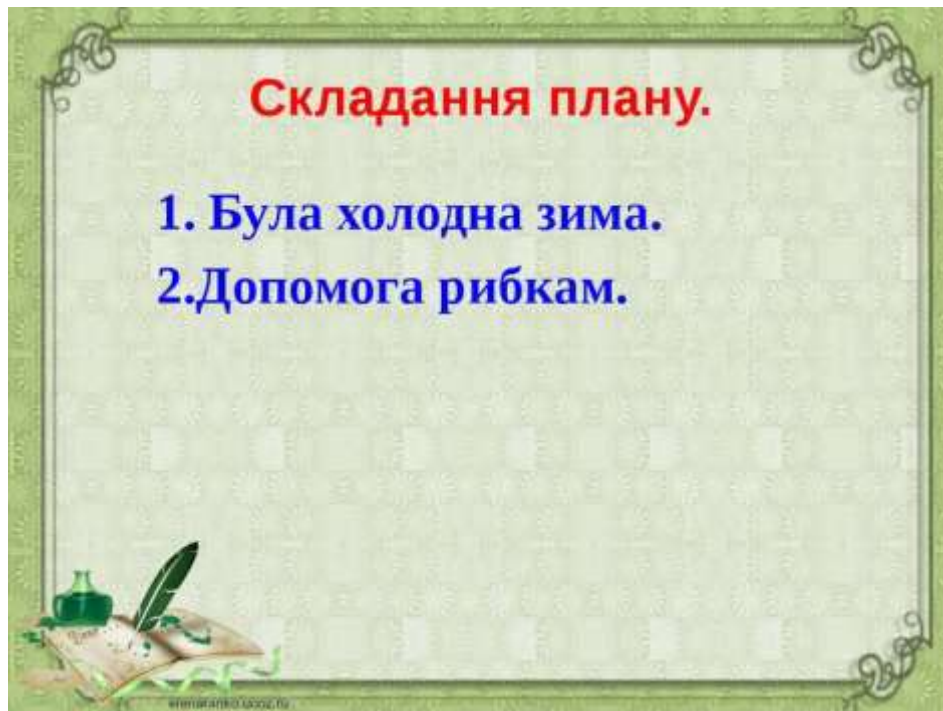 Складання плану.
1. Була холодна зима.
2.Допомога рибкам.